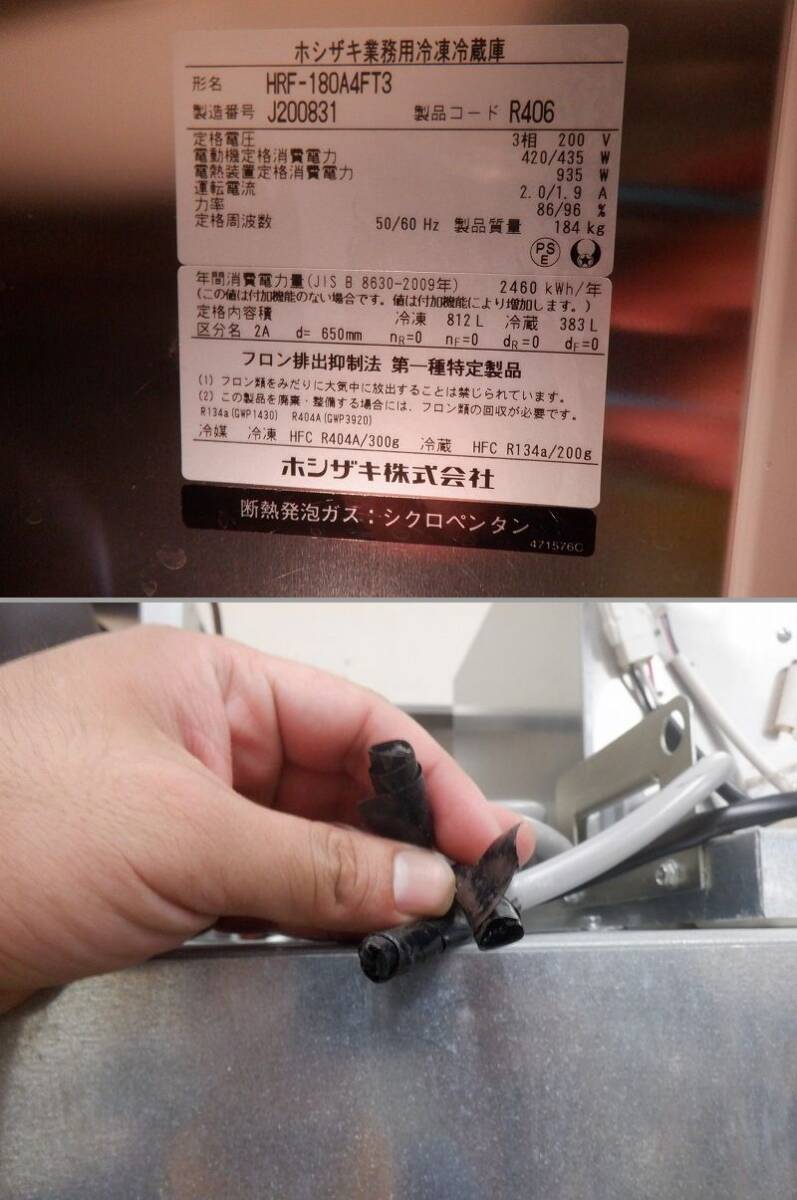 ホシザキ業務用冷凍冷蔵庫
形名 HRF-180A4FT3
製造番号 J200831 製品コード R406
定格電圧 3相 200 V
電動機定格消費電力 420/435 W
電熱装置定格消費電力 935 W
運転電流 2.0/1.9 A
力率 86/96 %
定格周波数 50/60 Hz 製品質量 184 kg
PS
E
年間消費電力量(JIS B 8630-2009年) 2460 kWh/年
(この値は付加機能のない場合です。値は付加機能により増加します。)
定格内容積 冷凍 812 L 冷蔵 383 L
区分名 2A d= 650mm nR=0 nF=0 dR=0 dF=0
フロン排出抑制法 第一種特定製品
(1) フロン類をみだりに大気中に放出することは禁じられています。
(2) この製品を廃棄・整備する場合には、フロン類の回収が必要です。
R134a(GWP1430) R404A(GWP3920)
冷媒 冷凍 HFC R404A/300g 冷蔵 HFC R134a/200g
ホシザキ株式会社
断熱発泡ガス:シクロペンタン
471576C